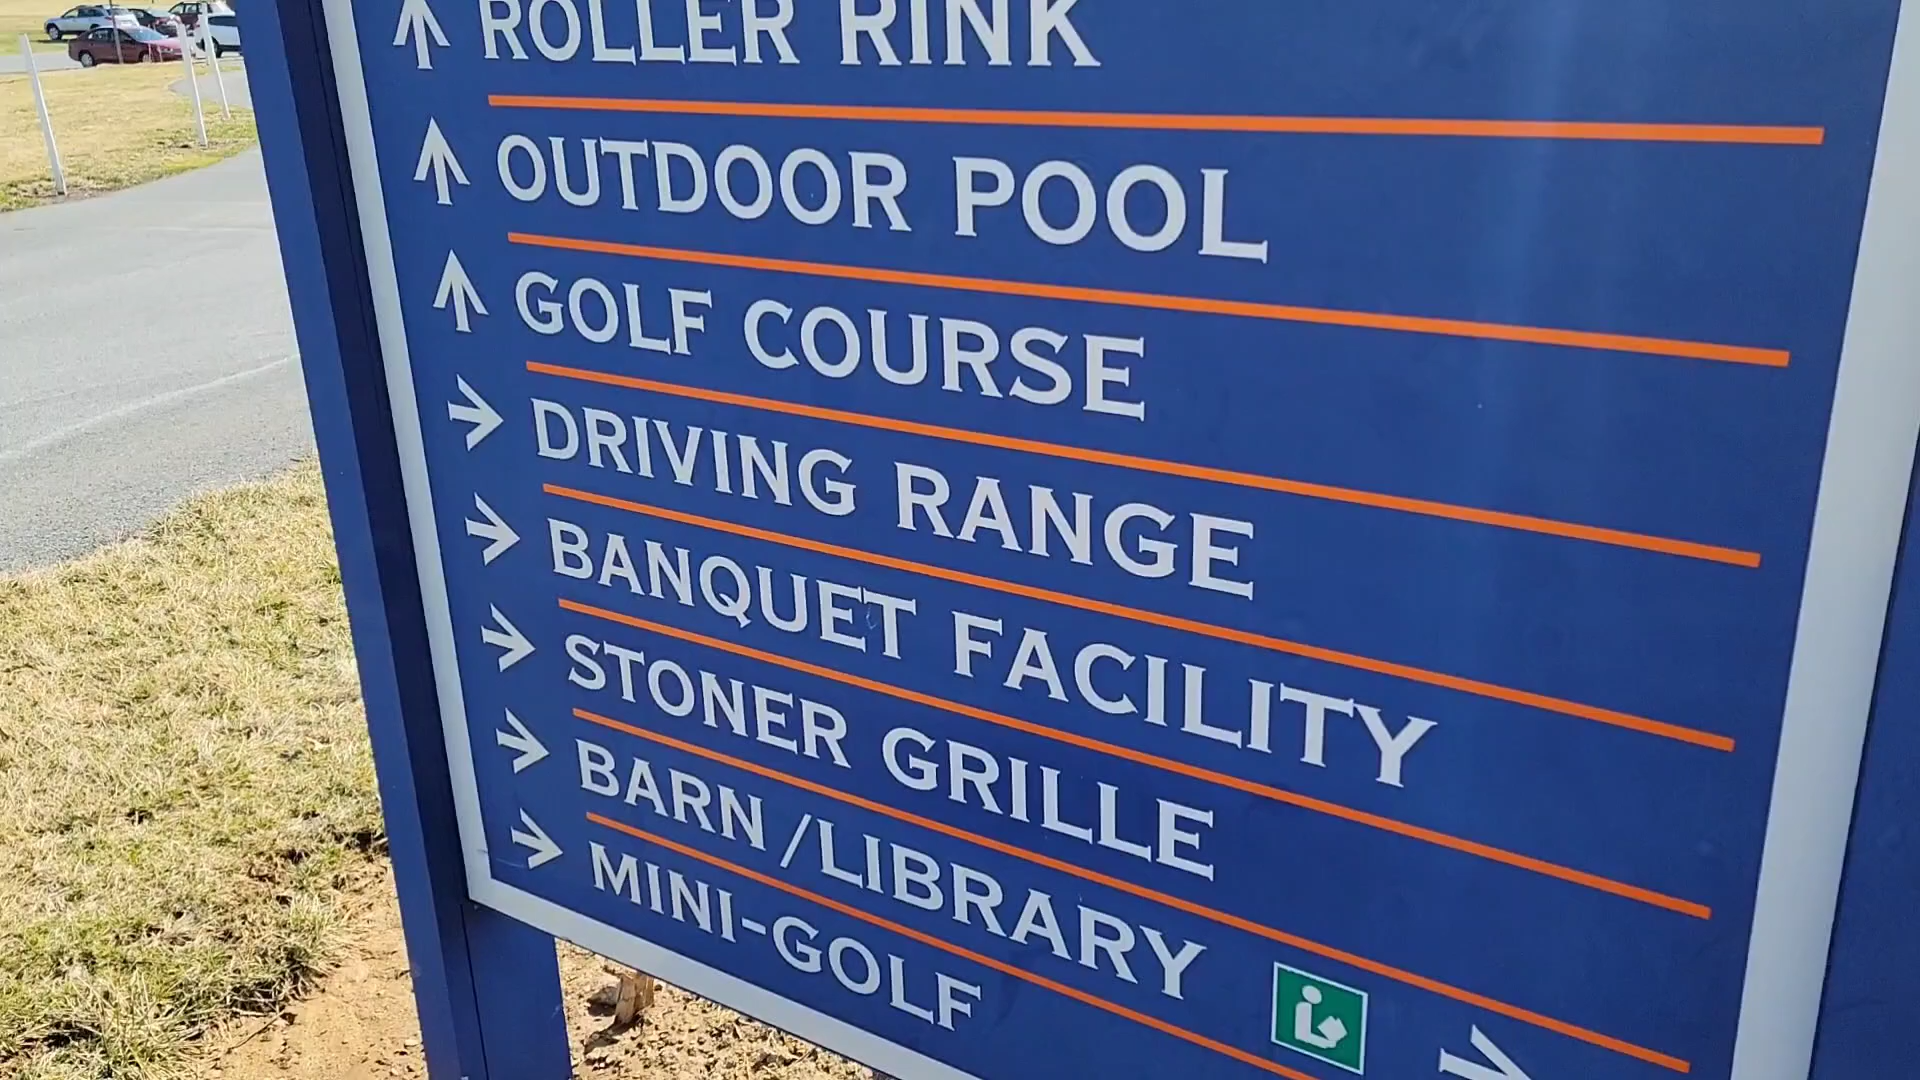 ROLLER RINK
OUTDOOR POOL
GOLF COURSE
DRIVING RANGE
BANQUET FACILITY
STONER GRILLE
BARN/LIBRARY
MINI-GOLF